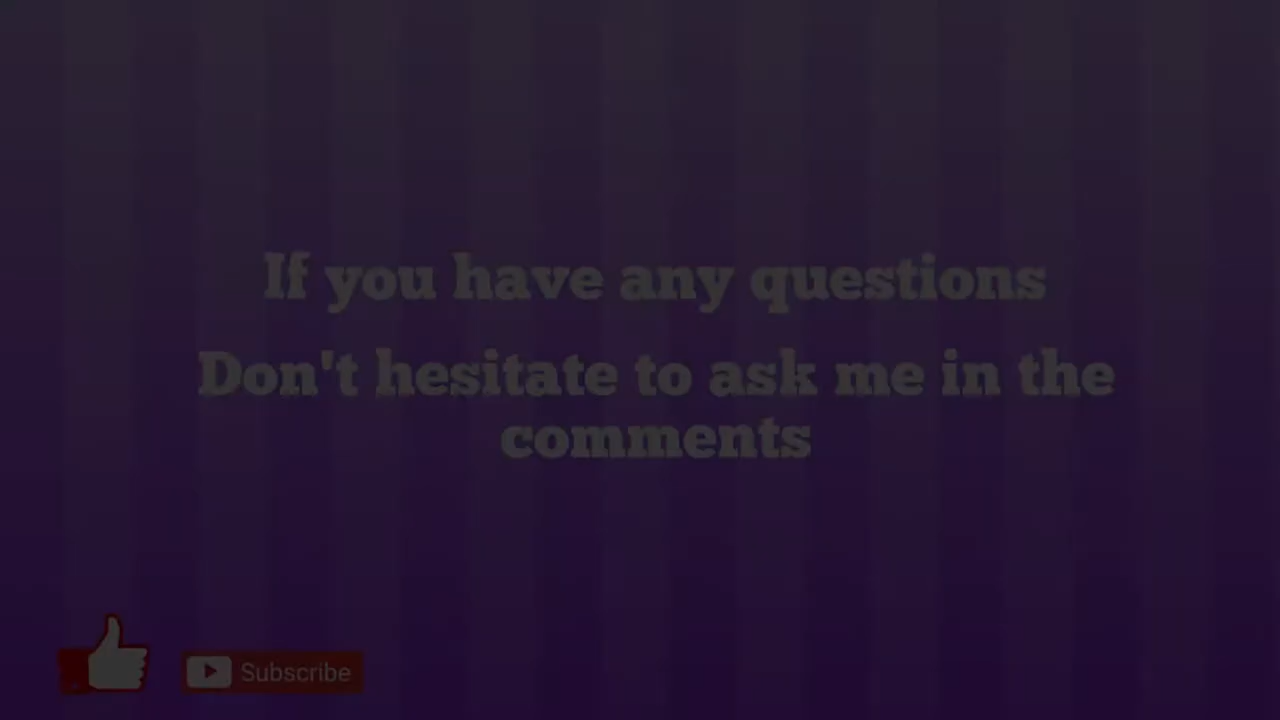 If you have any questions
Don't hesitate to ask me in the
comments
Subscribe